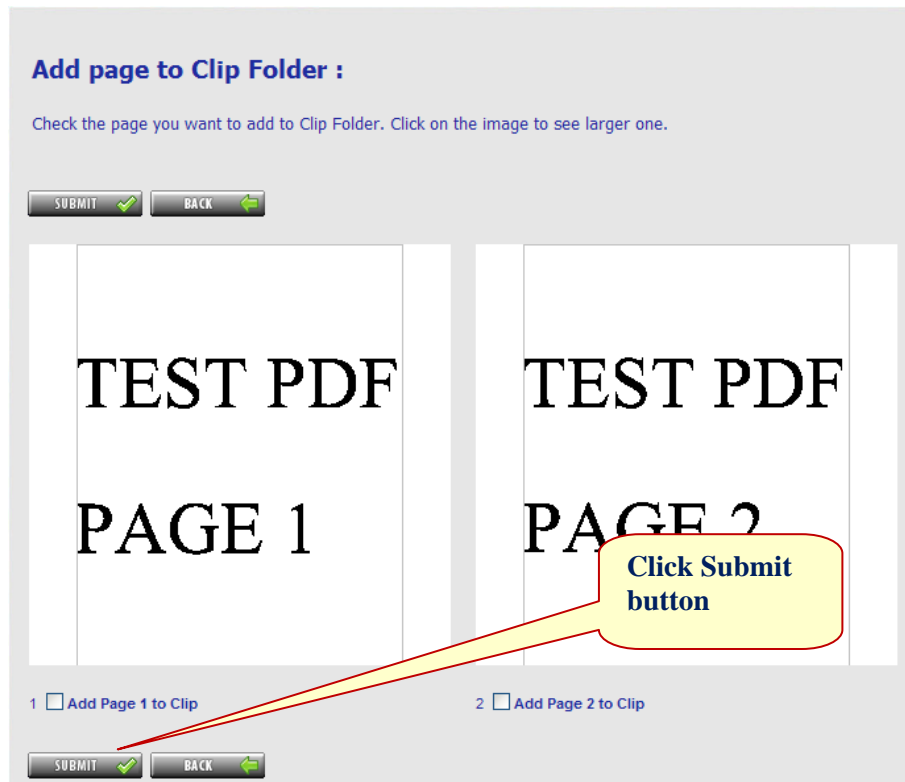 Add page to Clip Folder :
Check the page you want to add to Clip Folder. Click on the image to see larger one.
SUBMIT BACK
TEST PDF
PAGE 1
TEST PDF
PAGE 2
Click Submit
button
1 Add Page 1 to Clip
2 Add Page 2 to Clip
SUBMIT BACK